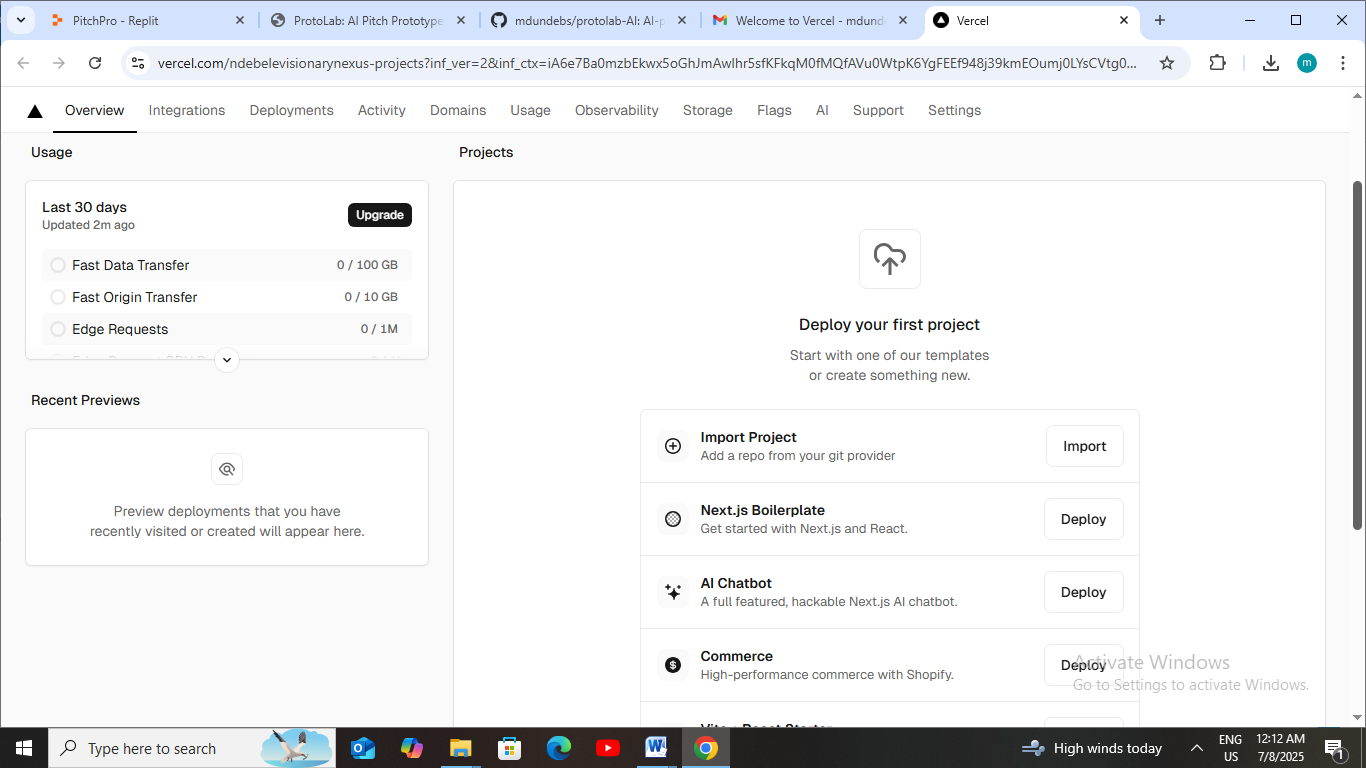 PitchPro - Replit
ProtoLab: AI Pitch Prototype
mdundebs/protolab-AI: AI-p
Welcome to Vercel - mdund
Vercel
vercel.com/ndebelevisionarynexus-projects?inf_ver=2&inf_ctx=iA6e7Ba0mzbEkwx5oGhJmAwlhr5sfKFkqM0fMQfAVu0WtpK6YgFEEf948j39kmEOumj0LYsCVtg0...
m
Overview
Integrations
Deployments
Activity
Domains
Usage
Observability
Storage
Flags
AI
Support
Settings
Usage
Last 30 days
Updated 2m ago
Upgrade
Fast Data Transfer
0 / 100 GB
Fast Origin Transfer
0 / 10 GB
Edge Requests
0 / 1M
Recent Previews
Preview deployments that you have
recently visited or created will appear here.
Projects
Deploy your first project
Start with one of our templates
or create something new.
Import Project
Add a repo from your git provider
Import
Next.js Boilerplate
Get started with Next.js and React.
Deploy
AI Chatbot
A full featured, hackable Next.js AI chatbot.
Deploy
Commerce
High-performance commerce with Shopify.
Deploy
Activate Windows
Go to Settings to activate Windows.
Type here to search
High winds today
ENG
US
12:12 AM
7/8/2025
1